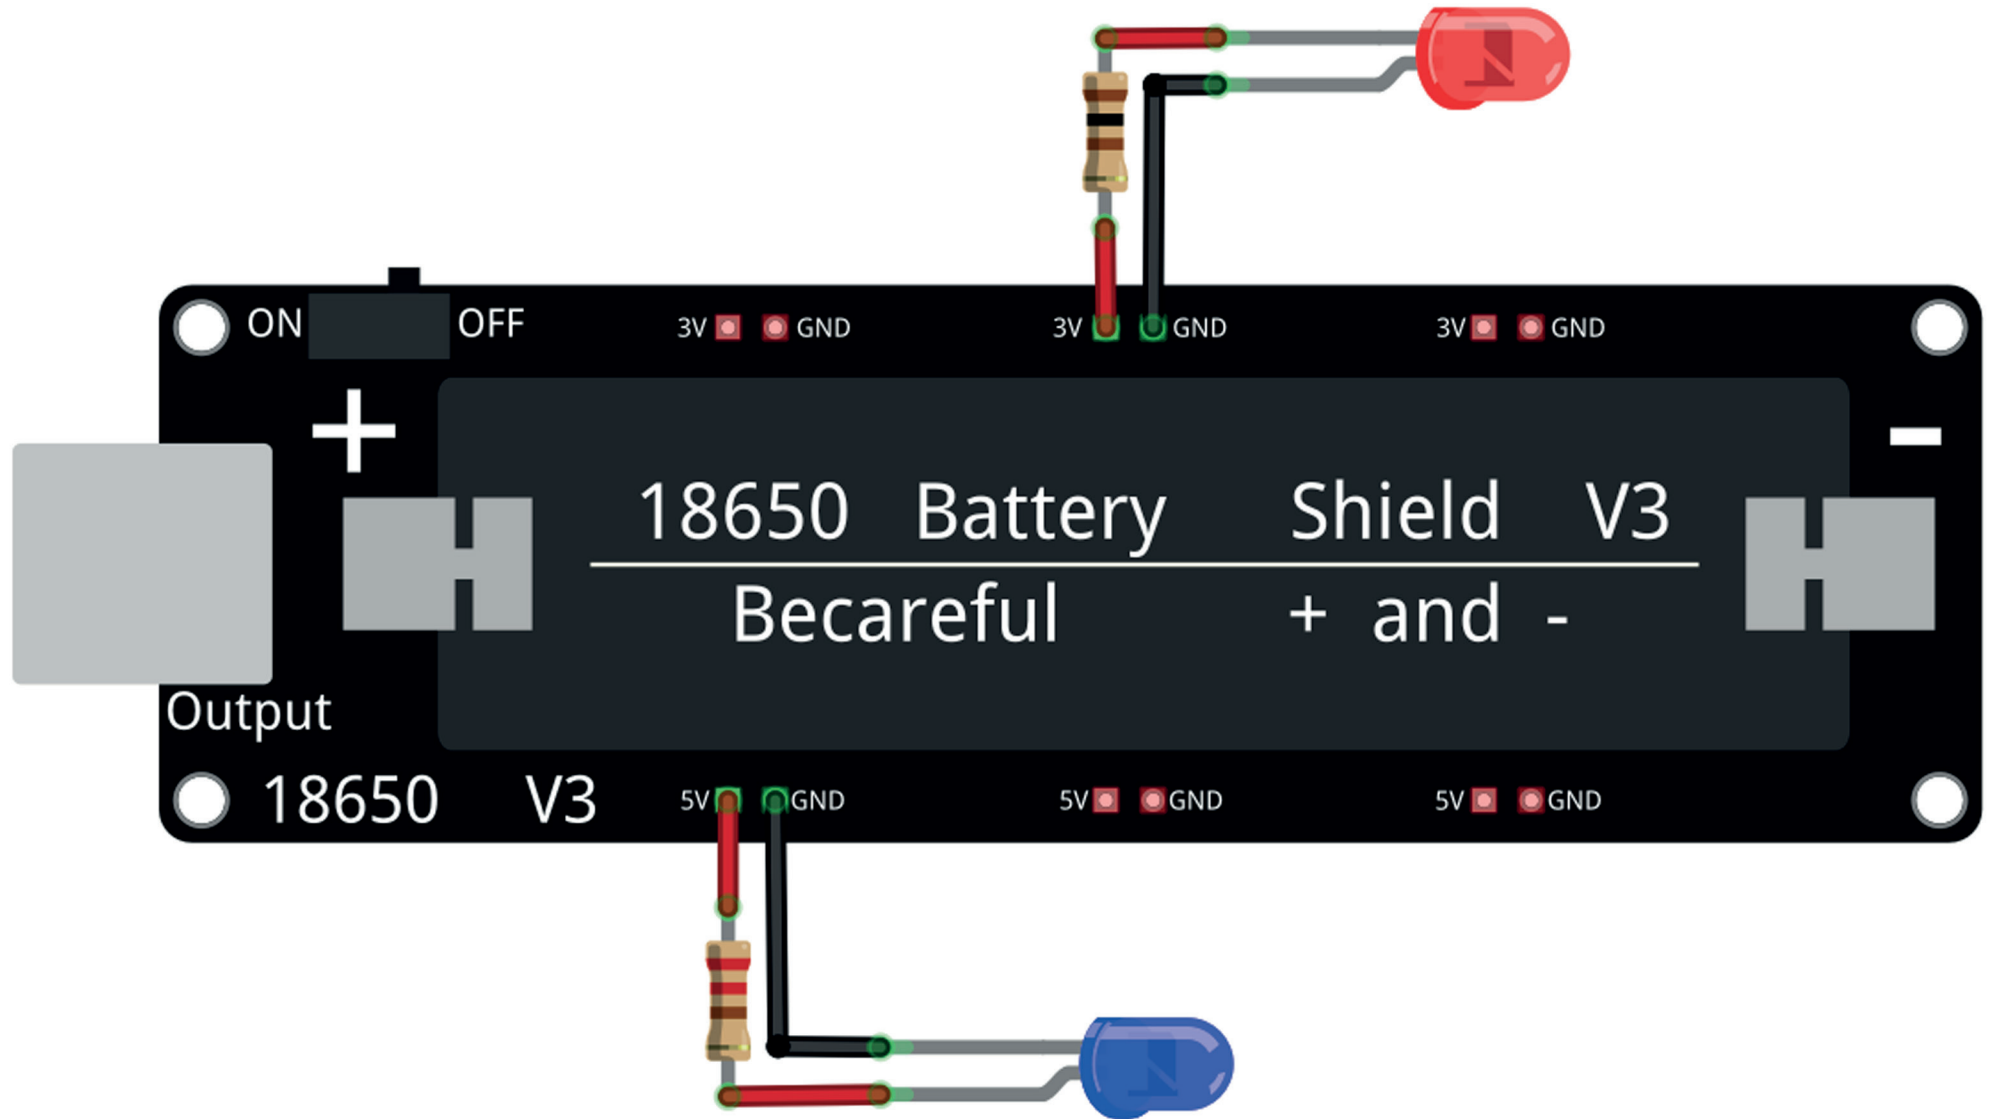 ON OFF 3V GND 3V GND 3V GND
+ -
18650 Battery Shield V3
Becareful + and -
Output
18650 V3 5V GND 5V GND 5V GND